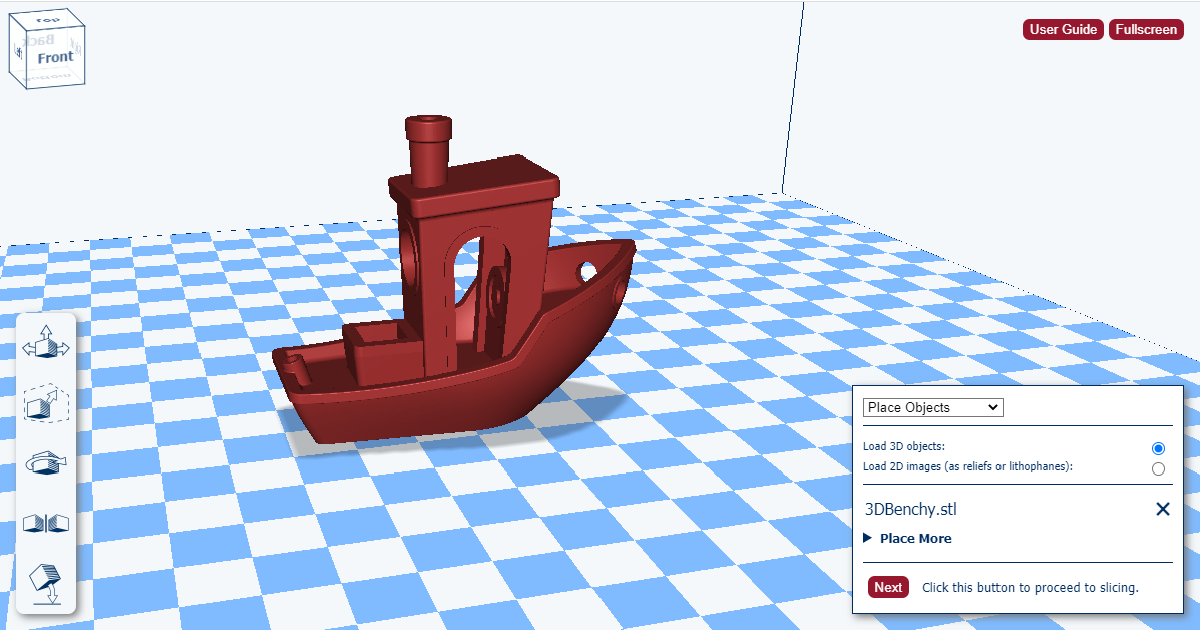 Top
Back
Front
User Guide
Fullscreen
Place Objects
Load 3D objects:
Load 2D images (as reliefs or lithophanes):
3DBenchy.stl
Place More
Next
Click this button to proceed to slicing.